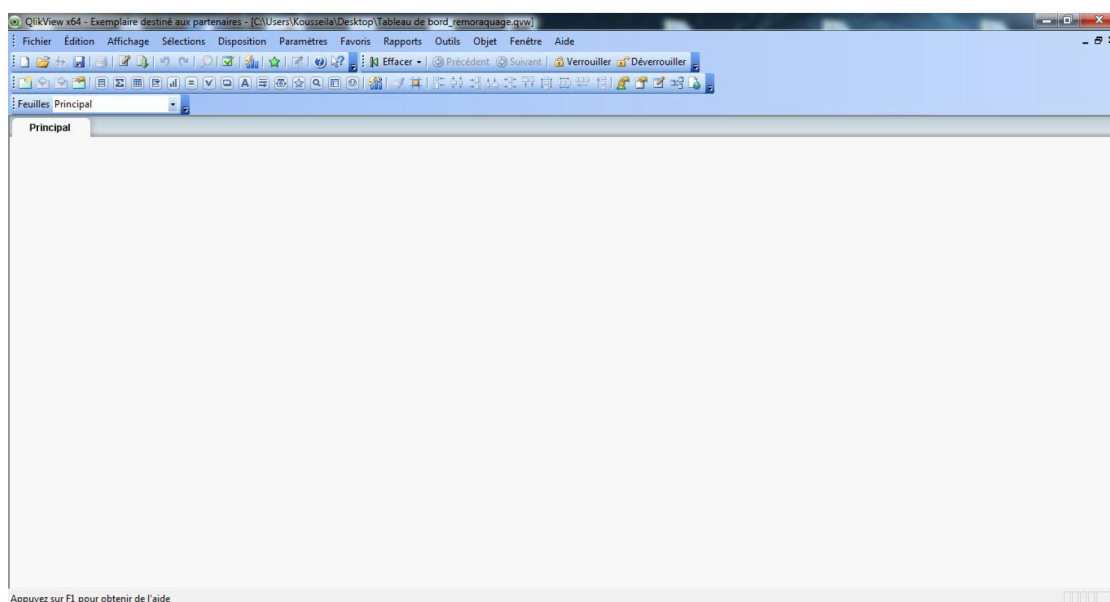 QlikView x64 - Exemplaire destiné aux partenaires - [C:\Users\Kousseila\Desktop\Tableau de bord_remoraquage.qvw]
Fichier Édition Affichage Sélections Disposition Paramètres Favoris Rapports Outils Objet Fenêtre Aide
Effacer Précédent Suivant Verrouiller Déverrouiller
Feuilles Principal
Principal
Appuyez sur F1 pour obtenir de l'aide